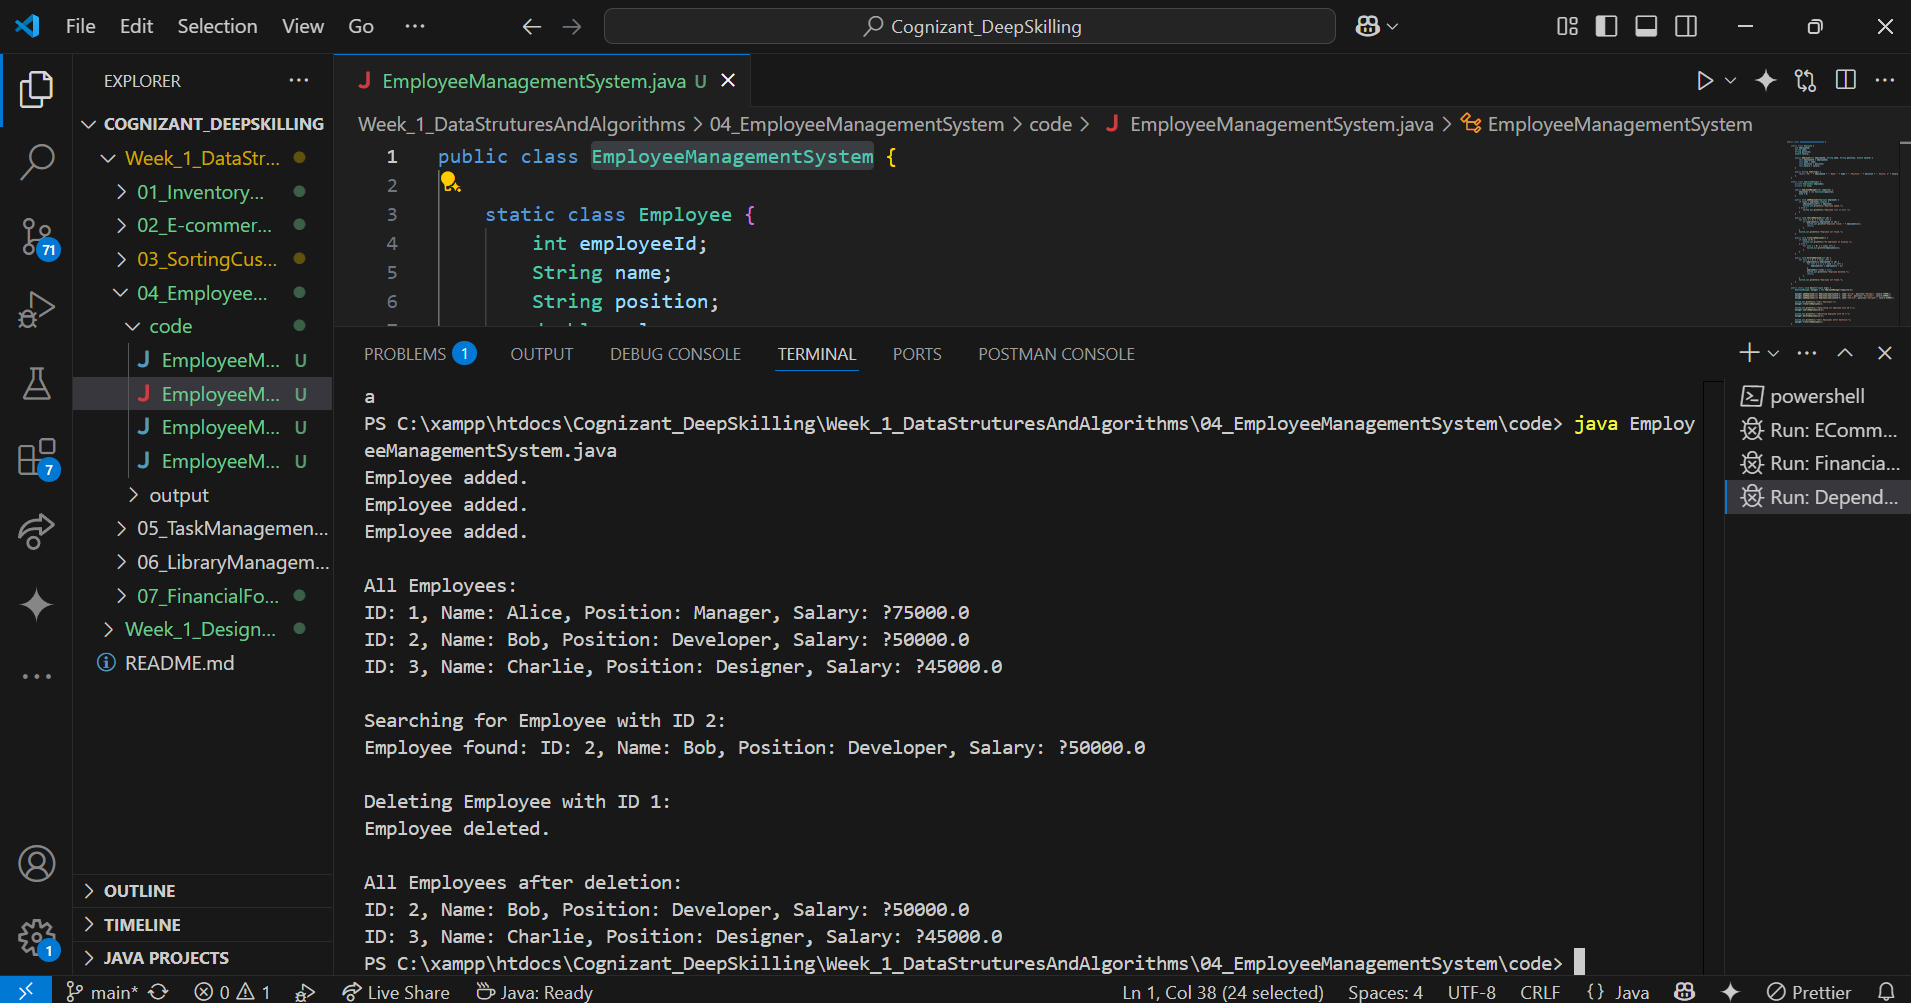 File Edit Selection View Go
Cognizant_DeepSkilling
EXPLORER
COGNIZANT_DEEPSKILLING
Week_1_DataStr...
01_Inventory...
02_E-commer...
03_SortingCus...
04_Employee...
code
EmployeeM... U
EmployeeM... U
EmployeeM... U
EmployeeM... U
output
05_TaskManagemen...
06_LibraryManagem...
07_FinancialFo...
Week_1_Design...
README.md
OUTLINE
TIMELINE
JAVA PROJECTS
71
7
1
EmployeeManagementSystem.java U
Week_1_DataStruturesAndAlgorithms > 04_EmployeeManagementSystem > code > EmployeeManagementSystem.java > EmployeeManagementSystem
1 public class EmployeeManagementSystem {
2
3 static class Employee {
4 int employeeId;
5 String name;
6 String position;
PROBLEMS 1 OUTPUT DEBUG CONSOLE TERMINAL PORTS POSTMAN CONSOLE
a
PS C:\xampp\htdocs\Cognizant_DeepSkilling\Week_1_DataStruturesAndAlgorithms\04_EmployeeManagementSystem\code> java Employ
eeManagementSystem.java
Employee added.
Employee added.
Employee added.
All Employees:
ID: 1, Name: Alice, Position: Manager, Salary: ?75000.0
ID: 2, Name: Bob, Position: Developer, Salary: ?50000.0
ID: 3, Name: Charlie, Position: Designer, Salary: ?45000.0
Searching for Employee with ID 2:
Employee found: ID: 2, Name: Bob, Position: Developer, Salary: ?50000.0
Deleting Employee with ID 1:
Employee deleted.
All Employees after deletion:
ID: 2, Name: Bob, Position: Developer, Salary: ?50000.0
ID: 3, Name: Charlie, Position: Designer, Salary: ?45000.0
PS C:\xampp\htdocs\Cognizant_DeepSkilling\Week_1_DataStruturesAndAlgorithms\04_EmployeeManagementSystem\code>
powershell
Run: EComm...
Run: Financia...
Run: Depend...
main* 0 1 Live Share Java: Ready Ln 1, Col 38 (24 selected) Spaces: 4 UTF-8 CRLF {} Java Prettier